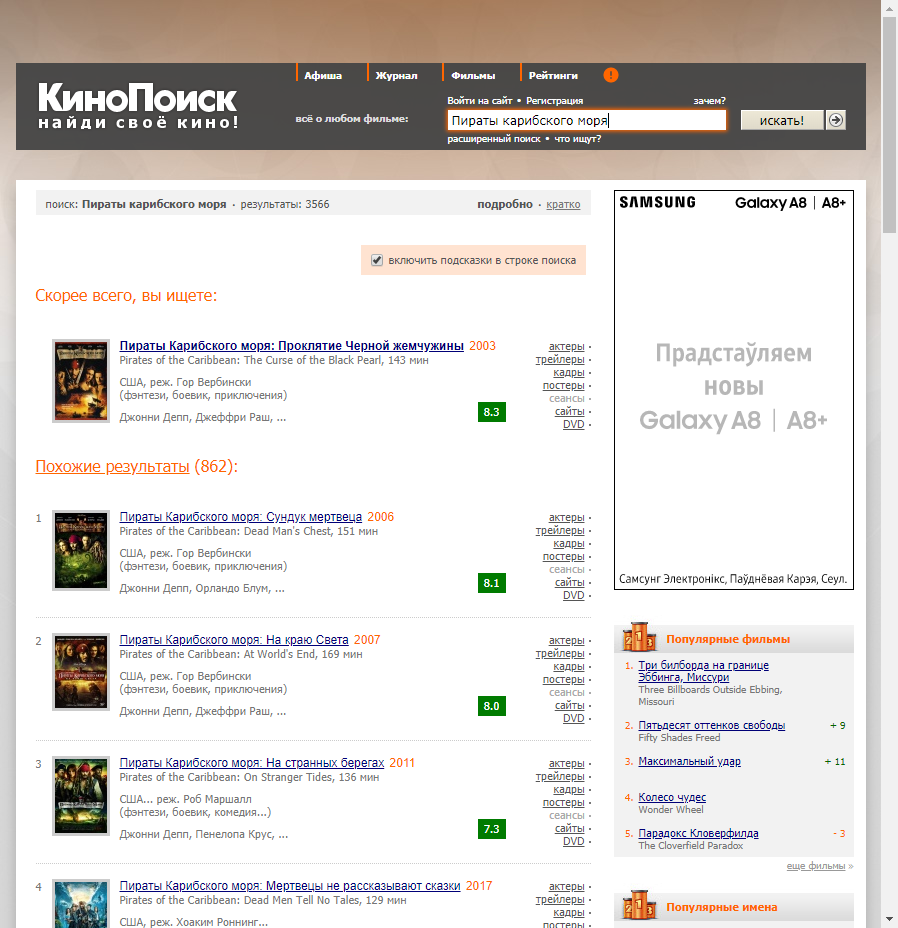 Афиша
Журнал
Фильмы
Рейтинги
!
КиноПоиск
найди своё кино!
Войти на сайт • Регистрация
зачем?
всё о любом фильме:
Пираты карибского моря
искать!
расширенный поиск • что ищут?
поиск: Пираты карибского моря · результаты: 3566
подробно · кратко
включить подсказки в строке поиска
Скорее всего, вы ищете:
Пираты Карибского моря: Проклятие Черной жемчужины 2003
Pirates of the Caribbean: The Curse of the Black Pearl, 143 мин
США, реж. Гор Вербински
(фэнтези, боевик, приключения)
Джонни Депп, Джеффри Раш, ...
8.3
актеры ·
трейлеры ·
кадры ·
постеры ·
сеансы ·
сайты ·
DVD ·
Похожие результаты (862):
1
Пираты Карибского моря: Сундук мертвеца 2006
Pirates of the Caribbean: Dead Man's Chest, 151 мин
США, реж. Гор Вербински
(фэнтези, боевик, приключения)
Джонни Депп, Орландо Блум, ...
8.1
актеры ·
трейлеры ·
кадры ·
постеры ·
сеансы ·
сайты ·
DVD ·
2
Пираты Карибского моря: На краю Света 2007
Pirates of the Caribbean: At World's End, 169 мин
США, реж. Гор Вербински
(фэнтези, боевик, приключения)
Джонни Депп, Джеффри Раш, ...
8.0
актеры ·
трейлеры ·
кадры ·
постеры ·
сеансы ·
сайты ·
DVD ·
3
Пираты Карибского моря: На странных берегах 2011
Pirates of the Caribbean: On Stranger Tides, 136 мин
США... реж. Роб Маршалл
(фэнтези, боевик, комедия...)
Джонни Депп, Пенелопа Крус, ...
7.3
актеры ·
трейлеры ·
кадры ·
постеры ·
сеансы ·
сайты ·
DVD ·
4
Пираты Карибского моря: Мертвецы не рассказывают сказки 2017
Pirates of the Caribbean: Dead Men Tell No Tales, 129 мин
США, реж. Хоаким Роннинг...
актеры ·
трейлеры ·
кадры ·
постеры ·
SAMSUNG
Galaxy A8 | A8+
Прадстаўляем
новы
Galaxy A8 | A8+
Самсунг Электронікс, Паўднёвая Карэя, Сеул.
Популярные фильмы
1. Три билборда на границе
Эббинга, Миссури
Three Billboards Outside Ebbing,
Missouri
2. Пятьдесят оттенков свободы + 9
Fifty Shades Freed
3. Максимальный удар + 11
4. Колесо чудес
Wonder Wheel
5. Парадокс Кловерфилда - 3
The Cloverfield Paradox
еще фильмы »
Популярные имена